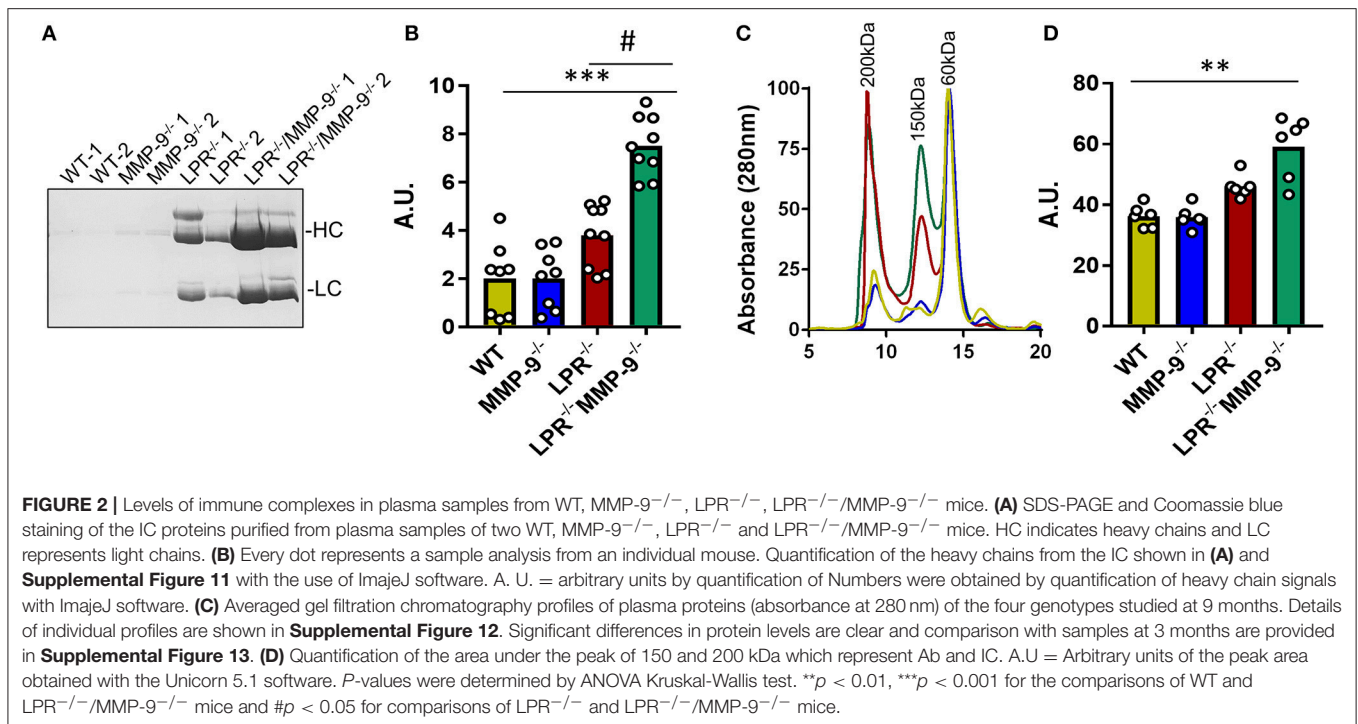 A
WT-1
WT-2
MMP-9-/- 1
MMP-9-/- 2
LPR-/- 1
LPR-/- 2
LPR-/-/MMP-9-/- 1
LPR-/-/MMP-9-/- 2
-HC
-LC
B
#
***
A.U.
10
8
6
4
2
0
WT
MMP-9-/-
LPR-/-
LPR-/-MMP-9-/-
C
200kDa
150kDa
60kDa
Absorbance (280nm)
100
75
50
25
0
5 10 15 20
D
**
A.U.
80
60
40
20
0
WT
MMP-9-/-
LPR-/-
LPR-/-MMP-9-/-
FIGURE 2 | Levels of immune complexes in plasma samples from WT, MMP-9−/−, LPR−/−, LPR−/−/MMP-9−/− mice. (A) SDS-PAGE and Coomassie blue
staining of the IC proteins purified from plasma samples of two WT, MMP-9−/−, LPR−/− and LPR−/−/MMP-9−/− mice. HC indicates heavy chains and LC
represents light chains. (B) Every dot represents a sample analysis from an individual mouse. Quantification of the heavy chains from the IC shown in (A) and
Supplemental Figure 11 with the use of ImajeJ software. A. U. = arbitrary units by quantification of Numbers were obtained by quantification of heavy chain signals
with ImajeJ software. (C) Averaged gel filtration chromatography profiles of plasma proteins (absorbance at 280 nm) of the four genotypes studied at 9 months. Details
of individual profiles are shown in Supplemental Figure 12. Significant differences in protein levels are clear and comparison with samples at 3 months are provided
in Supplemental Figure 13. (D) Quantification of the area under the peak of 150 and 200 kDa which represent Ab and IC. A.U = Arbitrary units of the peak area
obtained with the Unicorn 5.1 software. P-values were determined by ANOVA Kruskal-Wallis test. **p < 0.01, ***p < 0.001 for the comparisons of WT and
LPR−/−/MMP-9−/− mice and #p < 0.05 for comparisons of LPR−/− and LPR−/−/MMP-9−/− mice.